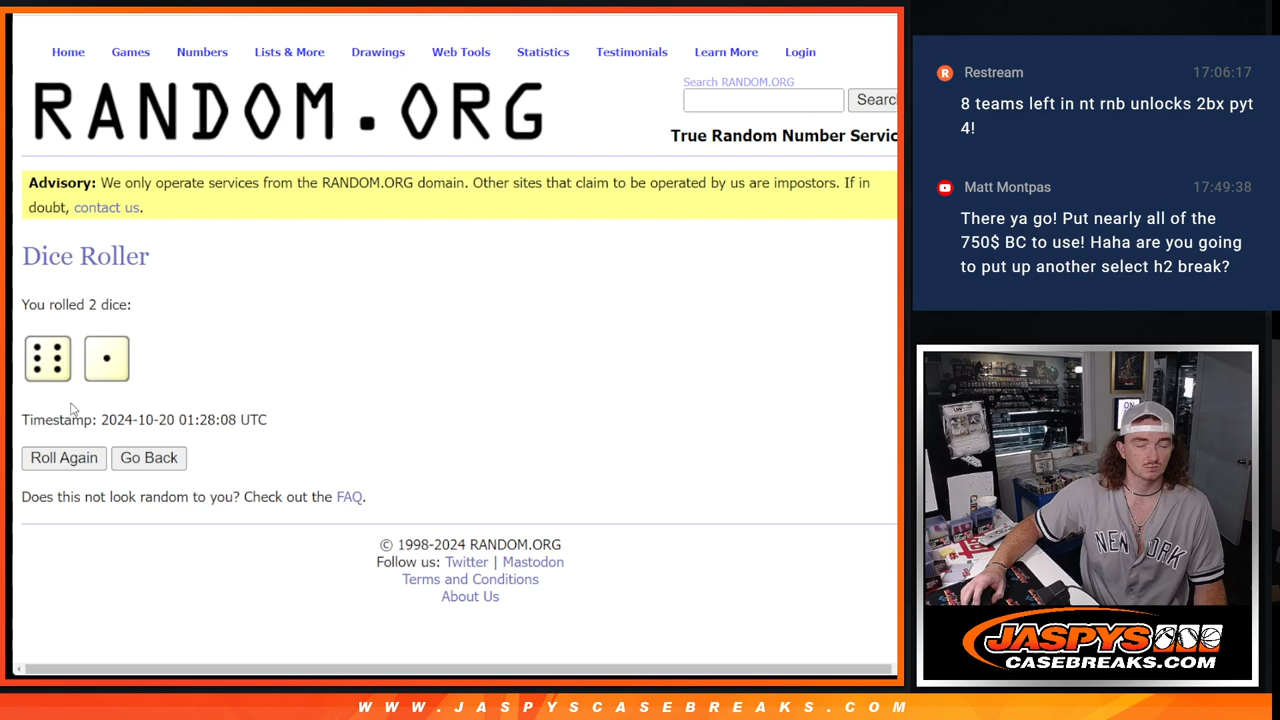 Home Games Numbers Lists & More Drawings Web Tools Statistics Testimonials Learn More Login
RANDOM.ORG
Search RANDOM.ORG
Searc
True Random Number Servic
Advisory: We only operate services from the RANDOM.ORG domain. Other sites that claim to be operated by us are impostors. If in
doubt, contact us.
Dice Roller
You rolled 2 dice:
Timestamp: 2024-10-20 01:28:08 UTC
Roll Again Go Back
Does this not look random to you? Check out the FAQ.
© 1998-2024 RANDOM.ORG
Follow us: Twitter | Mastodon
Terms and Conditions
About Us
R Restream 17:06:17
8 teams left in nt rnb unlocks 2bx pyt
4!
Matt Montpas 17:49:38
There ya go! Put nearly all of the
750$ BC to use! Haha are you going
to put up another select h2 break?
ON
NEW YORK
JASPYS
CASEBREAKS.COM
WWW.JASPYSCASEBREAKS.COM